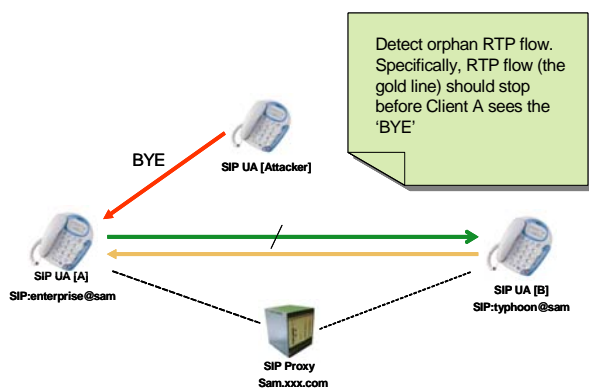 Detect orphan RTP flow.
Specifically, RTP flow (the
gold line) should stop
before Client A sees the
‘BYE’
BYE
SIP UA [Attacker]
SIP UA [A]
SIP:enterprise@sam
SIP UA [B]
SIP:typhoon@sam
SIP Proxy
Sam.xxx.com